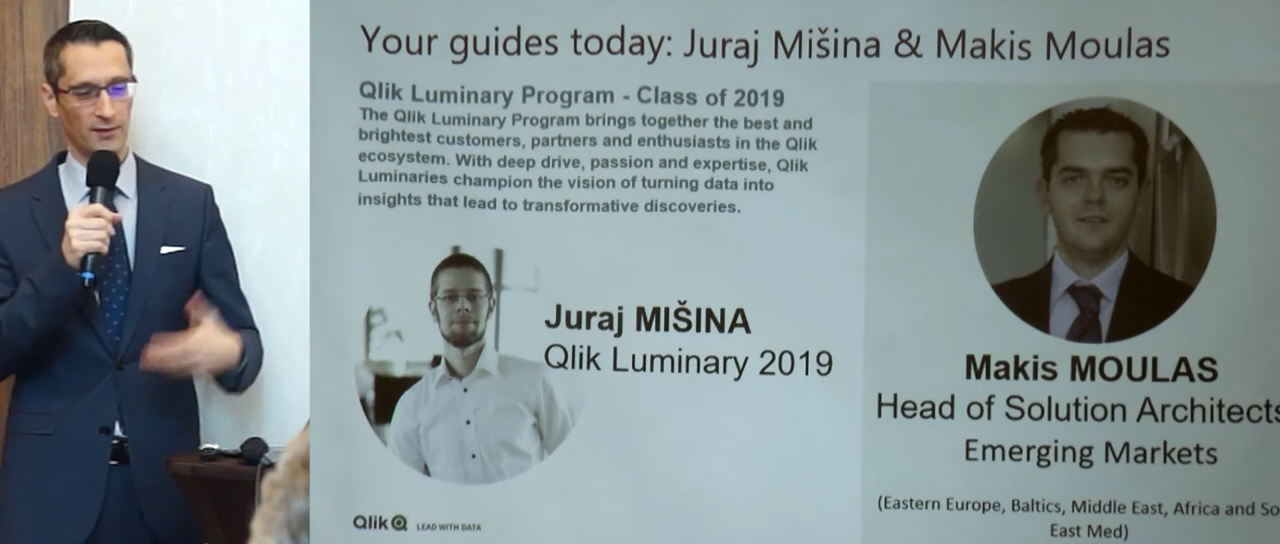 Your guides today: Juraj Mišina & Makis Moulas
Qlik Luminary Program - Class of 2019
The Qlik Luminary Program brings together the best and
brightest customers, partners and enthusiasts in the Qlik
ecosystem. With deep drive, passion and expertise, Qlik
Luminaries champion the vision of turning data into
insights that lead to transformative discoveries.
Juraj MIŠINA
Qlik Luminary 2019
Makis MOULAS
Head of Solution Architects
Emerging Markets
(Eastern Europe, Baltics, Middle East, Africa and So
East Med)
Qlik LEAD WITH DATA